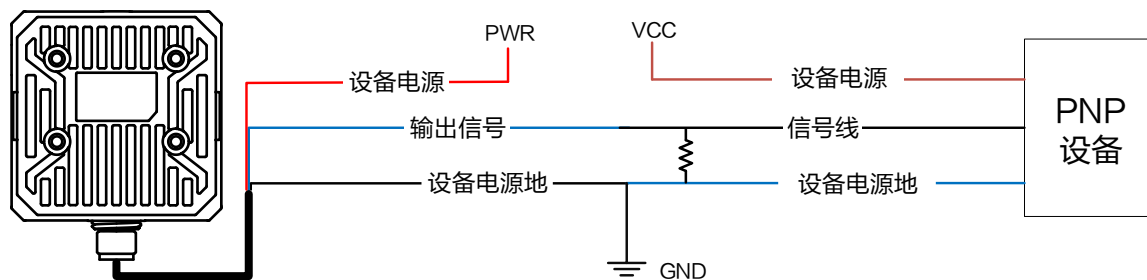 PWR
VCC
设备电源
设备电源
PNP
设备
输出信号
信号线
设备电源地
设备电源地
GND